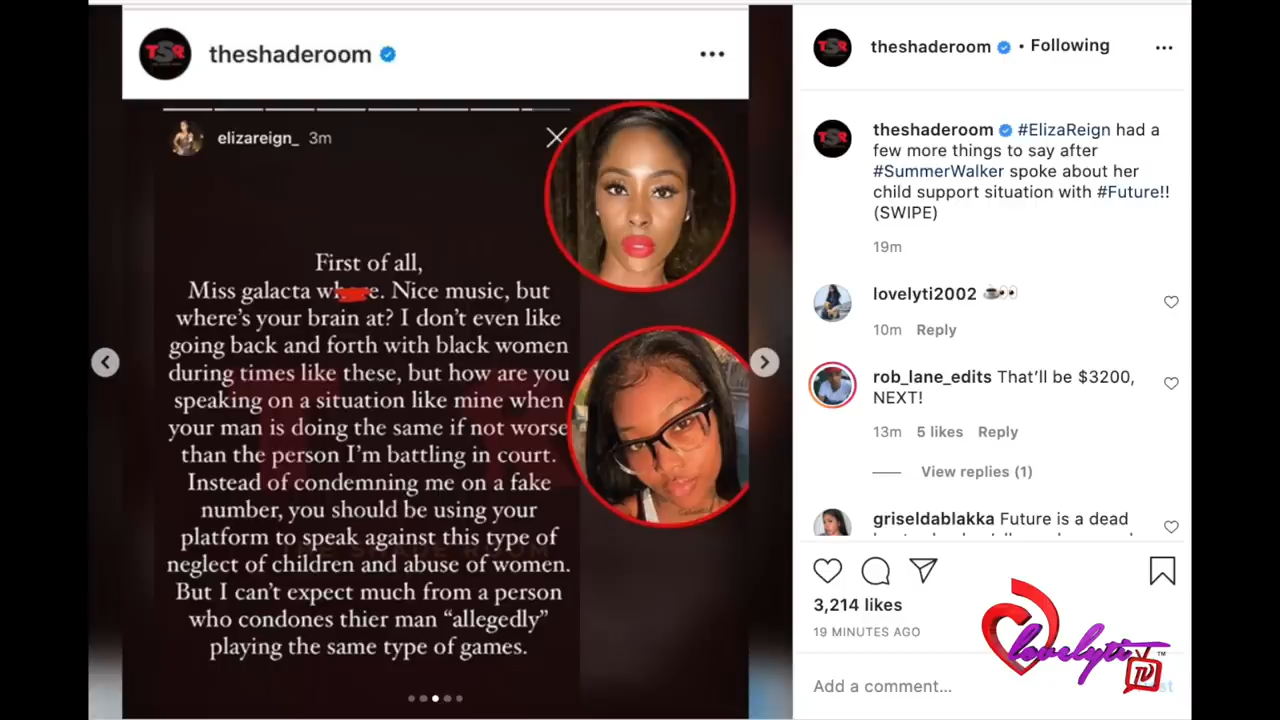 theshaderoom
TSR
elizareign_ 3m
First of all,
Miss galacta wh e. Nice music, but
where's your brain at? I don't even like
going back and forth with black women
during times like these, but how are you
speaking on a situation like mine when
your man is doing the same if not worse
than the person I'm battling in court.
Instead of condemning me on a fake
number, you should be using your
platform to speak against this type of
neglect of children and abuse of women.
But I can't expect much from a person
who condones thier man “allegedly”
playing the same type of games.
TSR
theshaderoom • Following
TSR
theshaderoom #ElizaReign had a
few more things to say after
#SummerWalker spoke about her
child support situation with #Future!!
(SWIPE)
19m
lovelyti2002
10m Reply
rob_lane_edits That'll be $3200,
NEXT!
13m 5 likes Reply
View replies (1)
griseldablakka Future is a dead
3,214 likes
19 MINUTES AGO
Add a comment...
lovelyti
TV